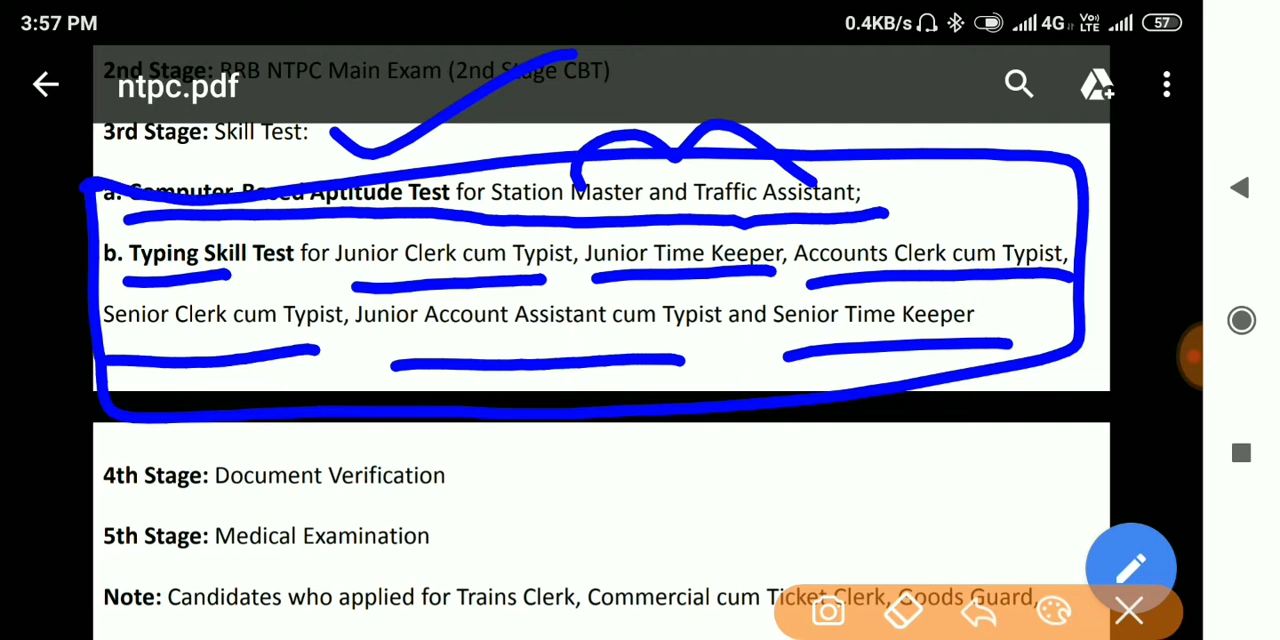 3:57 PM 0.4KB/s 4G Vo) LTE 57
2nd Stage: RRB NTPC Main Exam (2nd Stage CBT)
ntpc.pdf
3rd Stage: Skill Test:
a. Computer Based Aptitude Test for Station Master and Traffic Assistant;
b. Typing Skill Test for Junior Clerk cum Typist, Junior Time Keeper, Accounts Clerk cum Typist,
Senior Clerk cum Typist, Junior Account Assistant cum Typist and Senior Time Keeper
4th Stage: Document Verification
5th Stage: Medical Examination
Note: Candidates who applied for Trains Clerk, Commercial cum Ticket Clerk, Goods Guard,